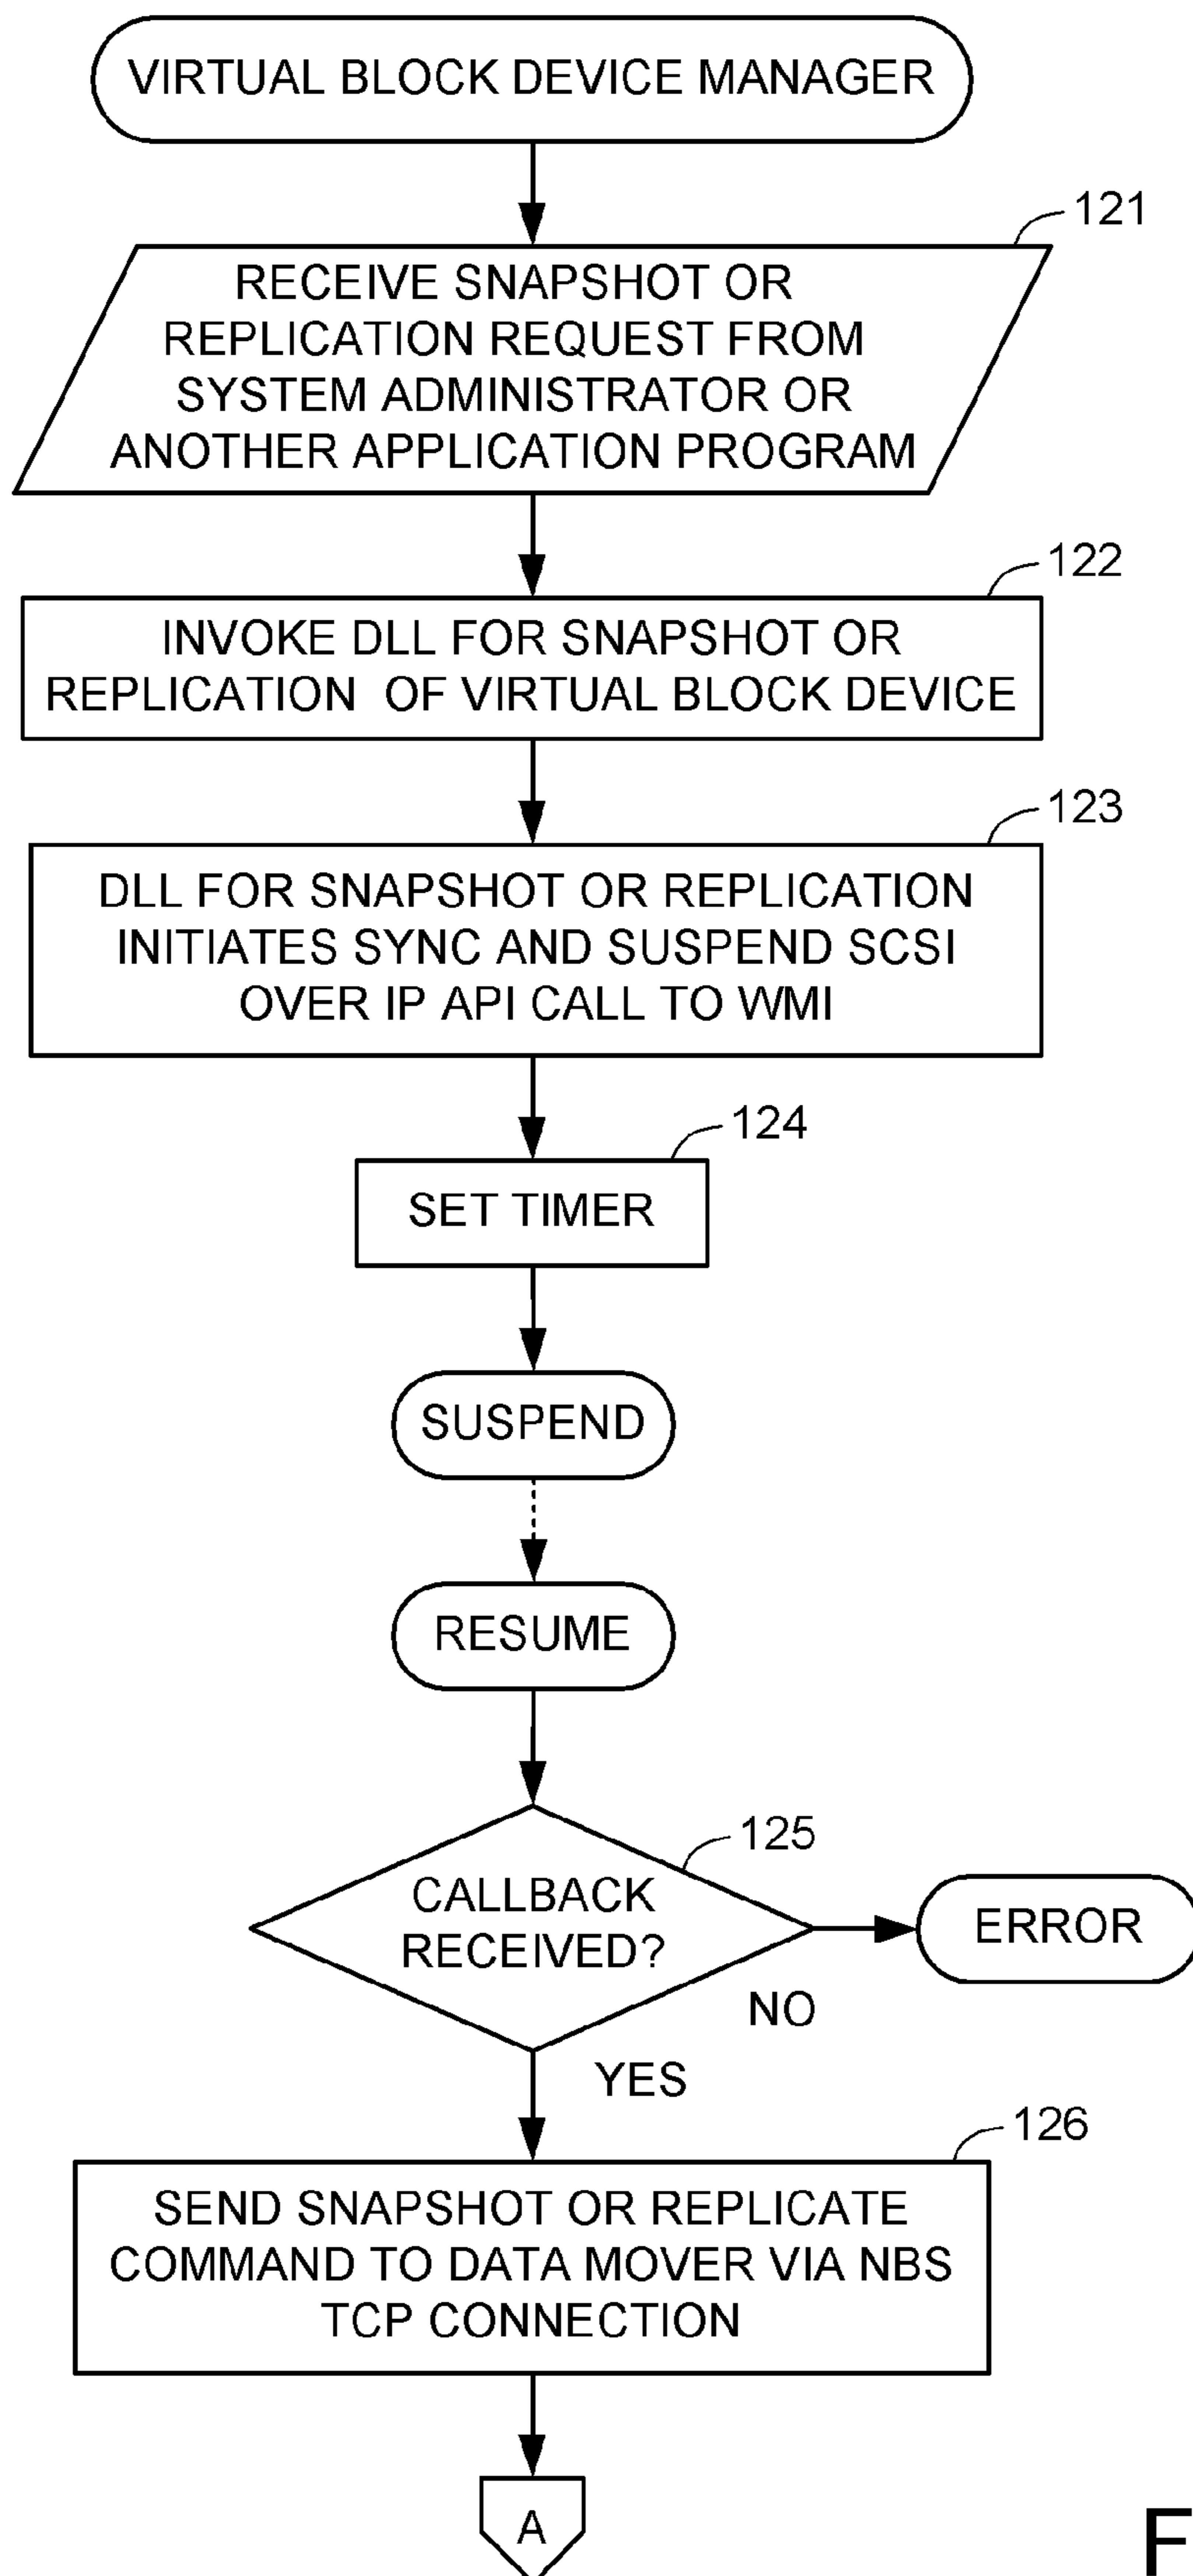 VIRTUAL BLOCK DEVICE MANAGER
121
RECEIVE SNAPSHOT OR
REPLICATION REQUEST FROM
SYSTEM ADMINISTRATOR OR
ANOTHER APPLICATION PROGRAM
122
INVOKE DLL FOR SNAPSHOT OR
REPLICATION OF VIRTUAL BLOCK DEVICE
123
DLL FOR SNAPSHOT OR REPLICATION
INITIATES SYNC AND SUSPEND SCSI
OVER IP API CALL TO WMI
124
SET TIMER
SUSPEND
RESUME
125
CALLBACK
RECEIVED?
ERROR
NO
YES
126
SEND SNAPSHOT OR REPLICATE
COMMAND TO DATA MOVER VIA NBS
TCP CONNECTION
A
F